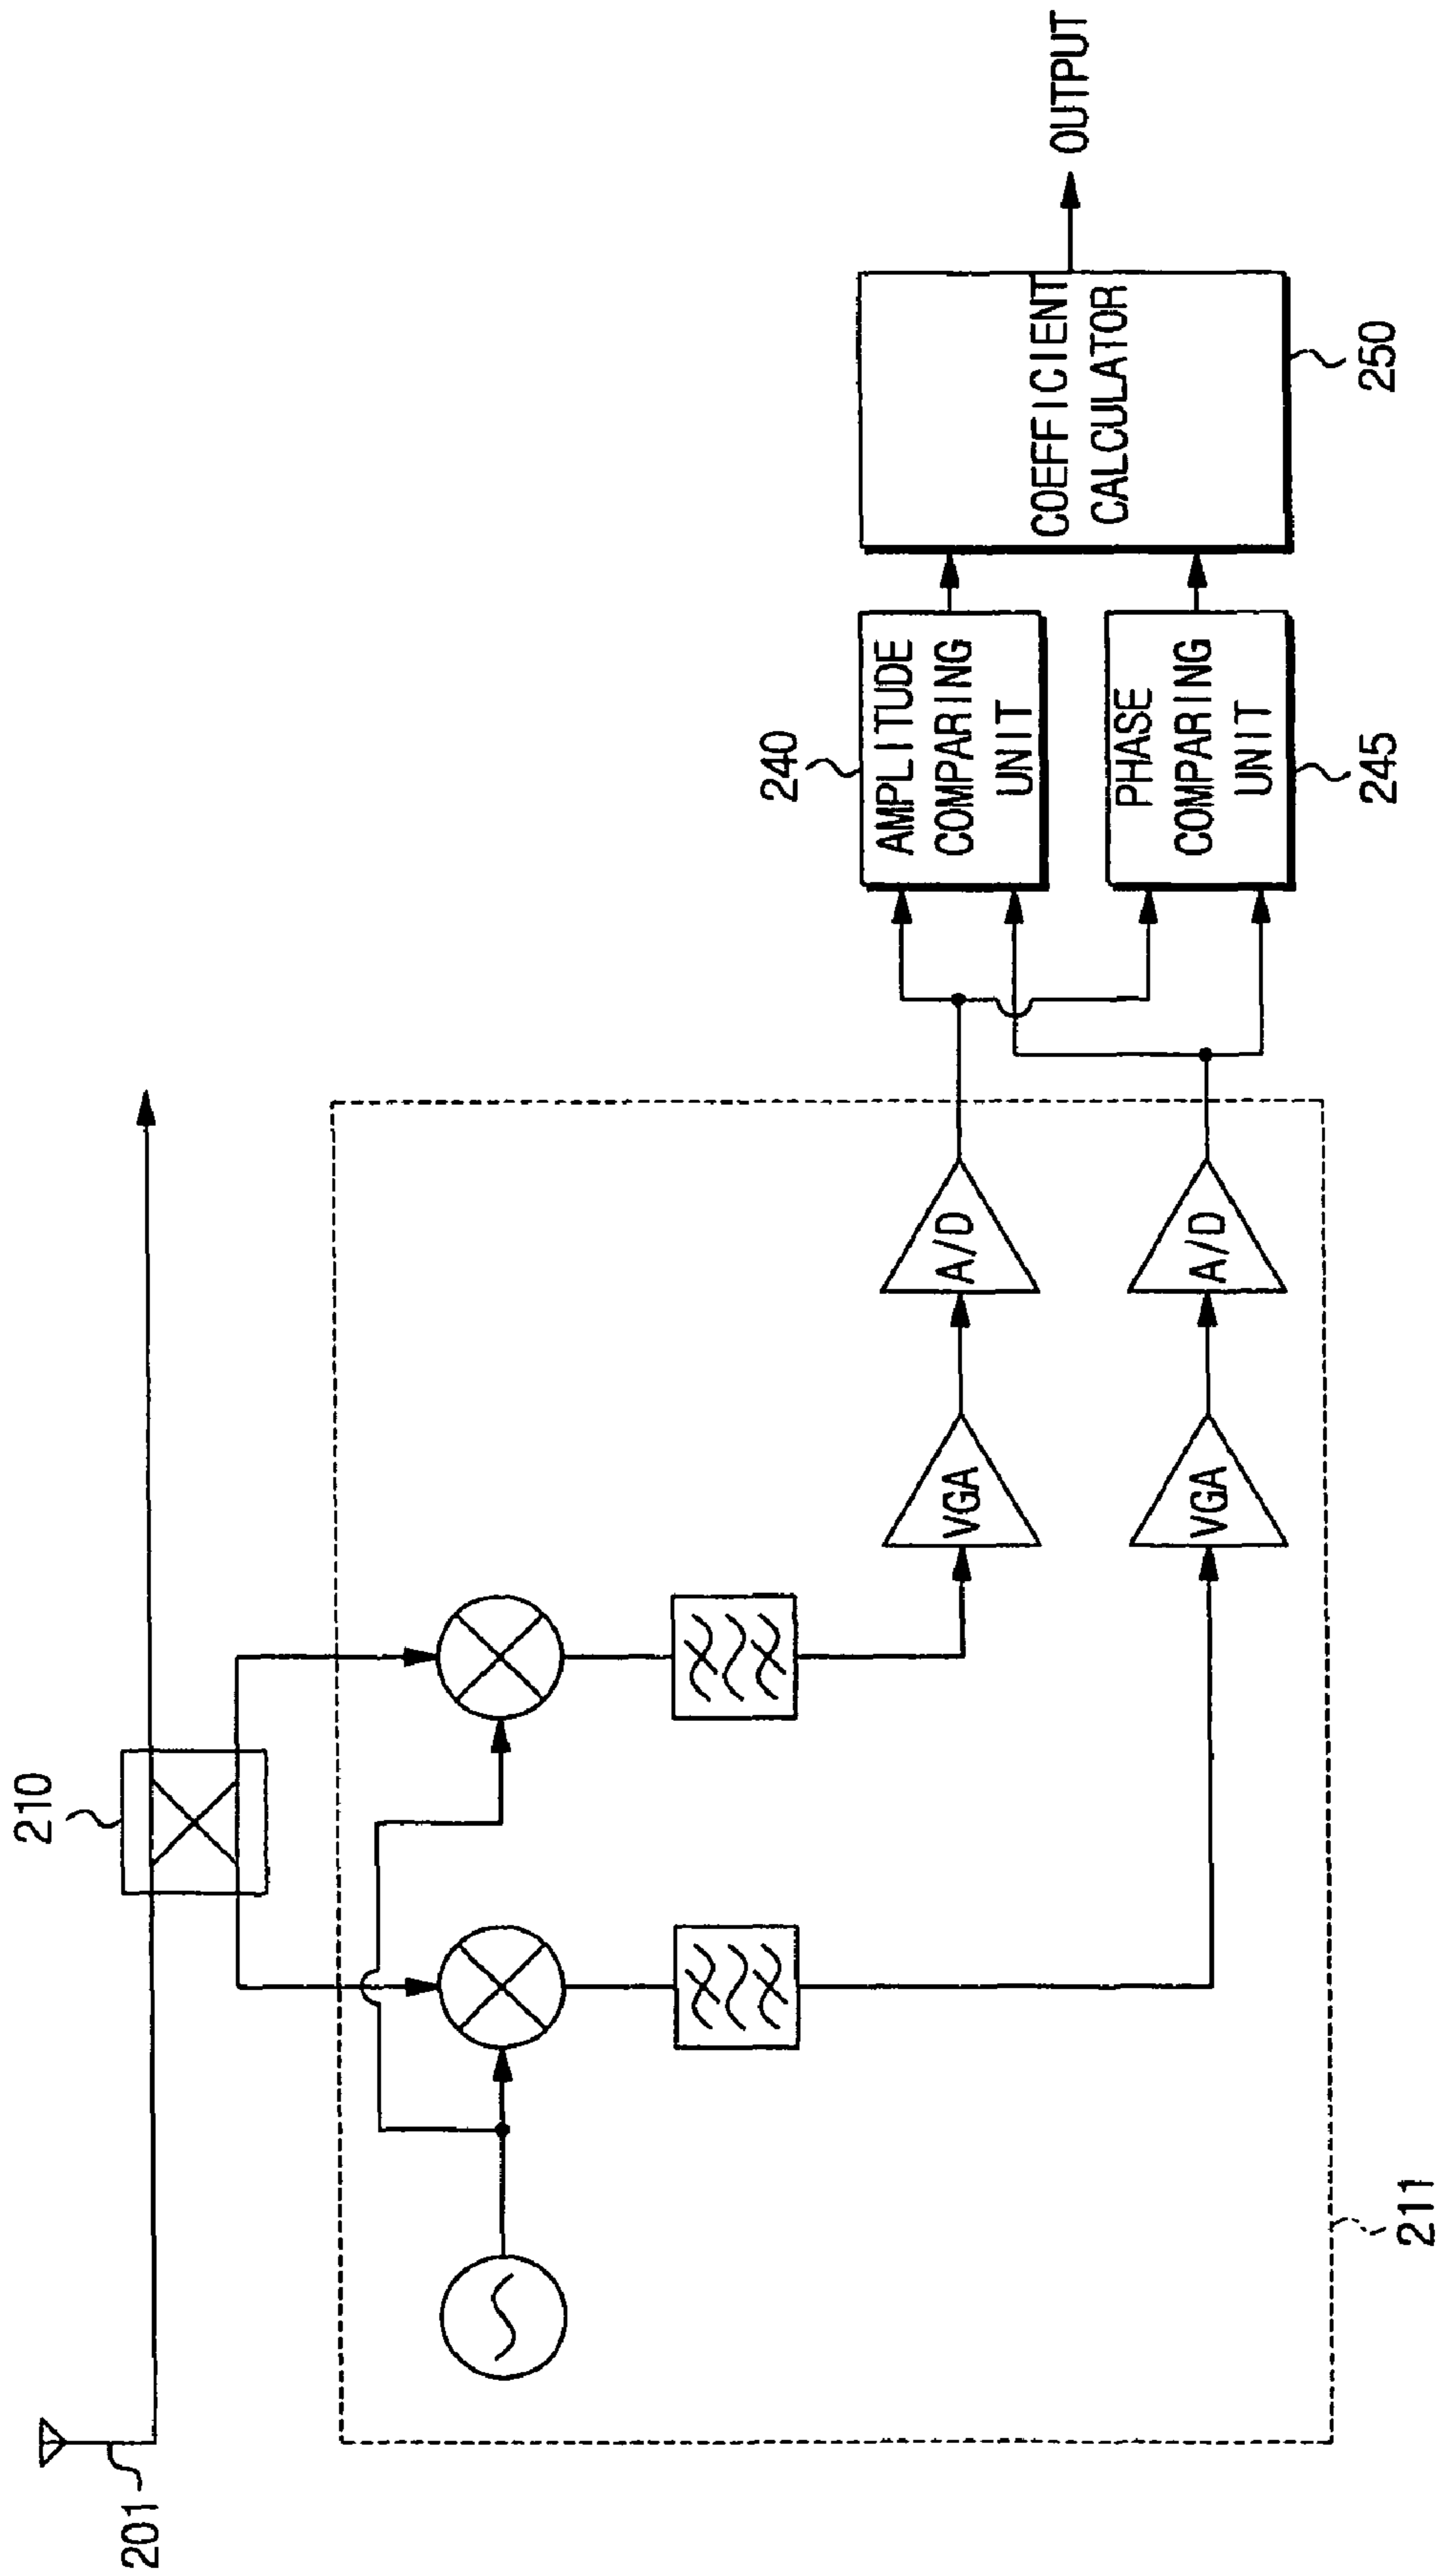 201
210
211
VGA
VGA
A/D
A/D
240
AMPLITUDE
COMPARING
UNIT
PHASE
COMPARING
UNIT
245
COEFFICIENT
CALCULATOR
250
OUTPUT